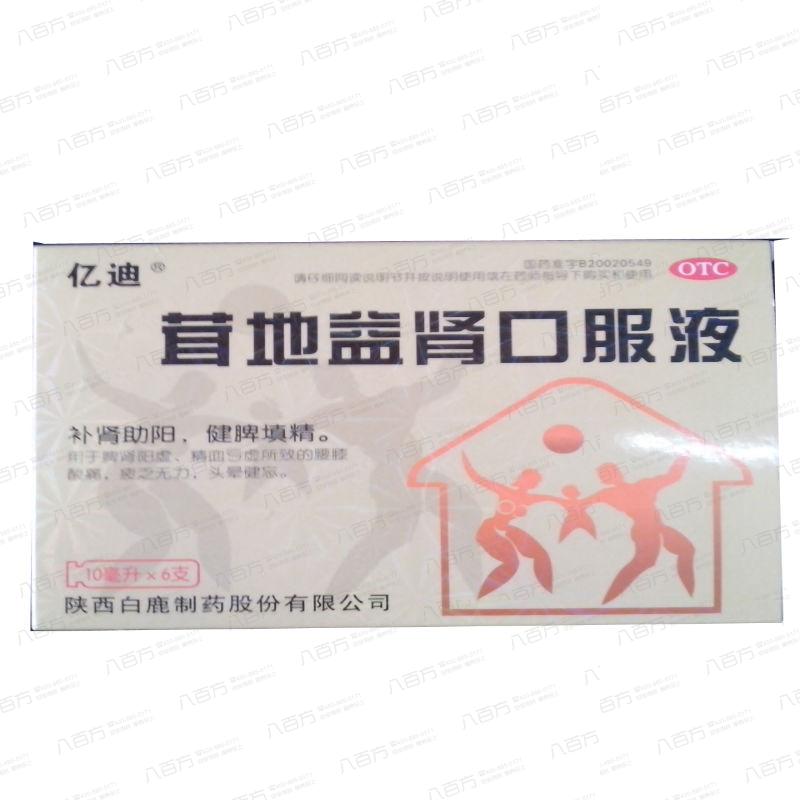 亿迪®
国药准字B20020549
请仔细阅读说明书并按说明使用或在药师指导下购买和使用
OTC
茸地益肾口服液
补肾助阳，健脾填精。
用于脾肾阳虚、精血亏虚所致的腰膝
酸痛，疲乏无力，头晕健忘。
10毫升×6支
陕西白鹿制药股份有限公司
八百方